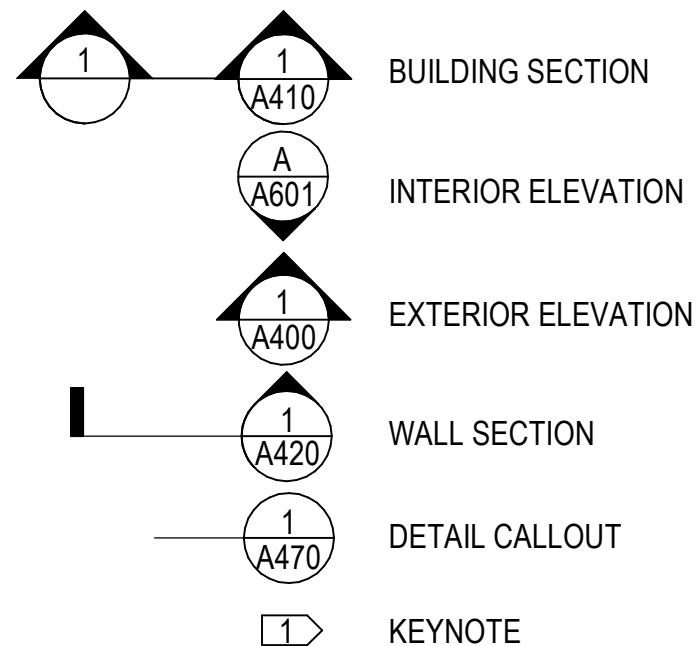 1 1 BUILDING SECTION
A410
A
A601 INTERIOR ELEVATION
1
A400 EXTERIOR ELEVATION
1
A420 WALL SECTION
1
A470 DETAIL CALLOUT
1 KEYNOTE